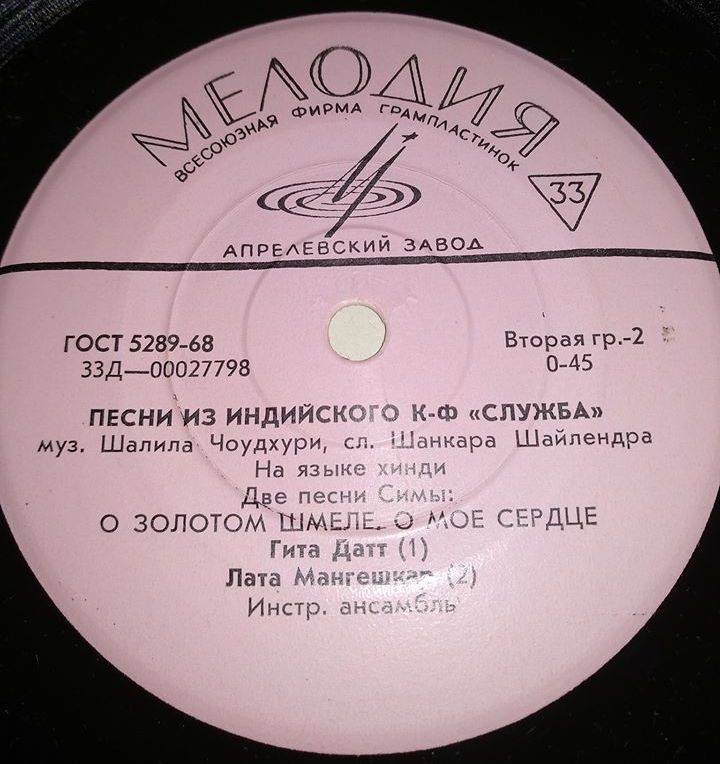 МЕЛОДИЯ
ВСЕСОЮЗНАЯ ФИРМА ГРАМПЛАСТИНОК
33
АПРЕЛЕВСКИЙ ЗАВОД
ГОСТ 5289-68
Вторая гр.-2
33Д—00027798
0-45
ПЕСНИ ИЗ ИНДИЙСКОГО К-Ф «СЛУЖБА»
муз. Шалила Чоудхури, сл. Шанкара Шайлендра
На языке хинди
Две песни Симы:
О ЗОЛОТОМ ШМЕЛЕ, О МОЕ СЕРДЦЕ
Гита Датт (1)
Лата Мангешкар (2)
Инстр. ансамбль